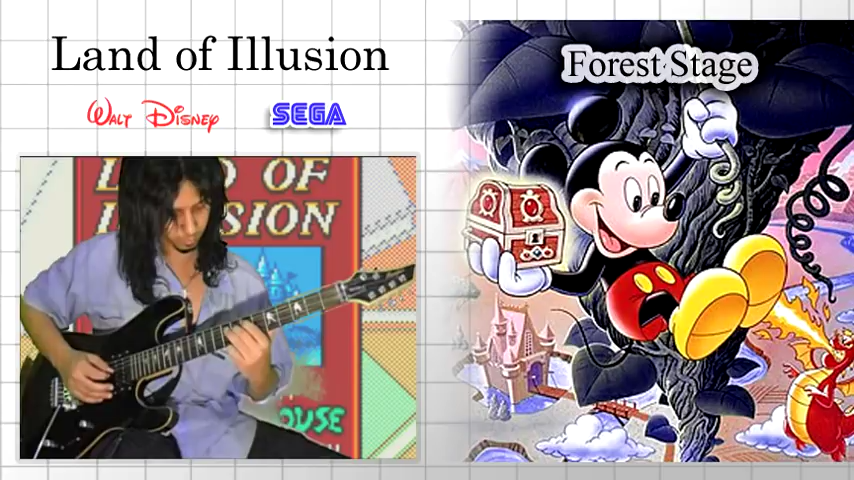 Land of Illusion
Walt Disney
SEGA
Forest Stage
LAND OF
ILLUSION
OUSE